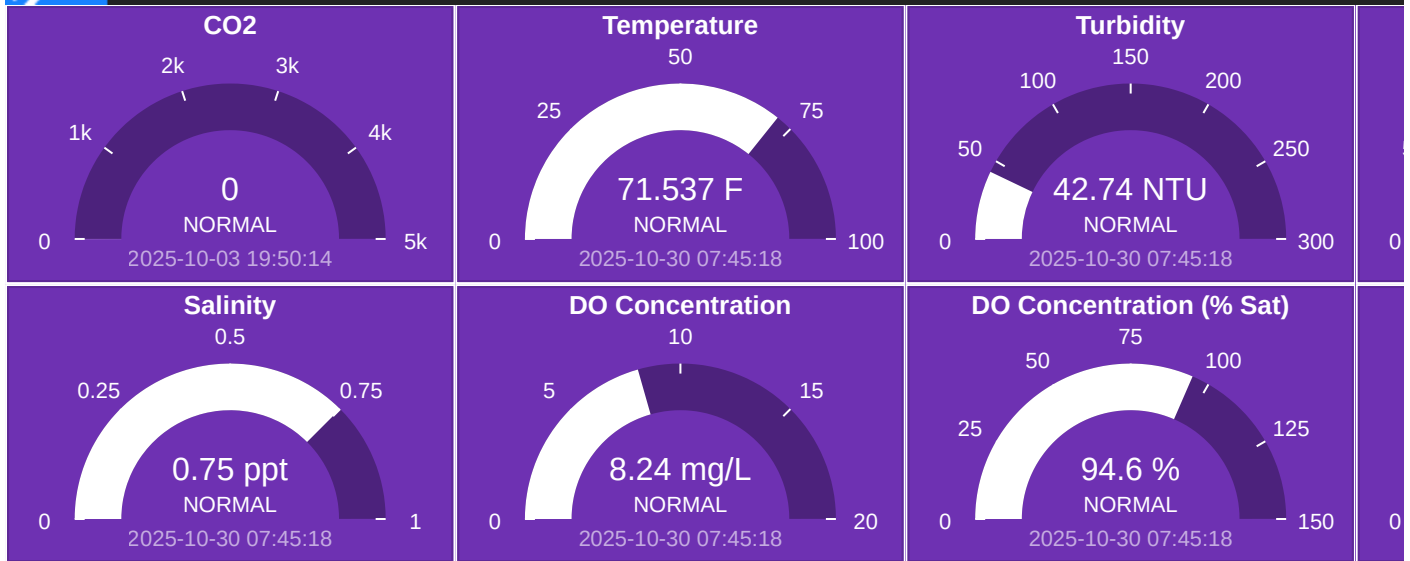 CO2
2k
3k
1k
4k
0
NORMAL
0
5k
2025-10-03 19:50:14
Temperature
50
25
75
71.537 F
NORMAL
0
100
2025-10-30 07:45:18
Turbidity
150
100
200
50
250
42.74 NTU
NORMAL
0
300
2025-10-30 07:45:18
0
Salinity
0.5
0.25
0.75
0.75 ppt
NORMAL
0
1
2025-10-30 07:45:18
DO Concentration
10
5
15
8.24 mg/L
NORMAL
0
20
2025-10-30 07:45:18
DO Concentration (% Sat)
75
50
100
25
125
94.6 %
NORMAL
0
150
2025-10-30 07:45:18
0